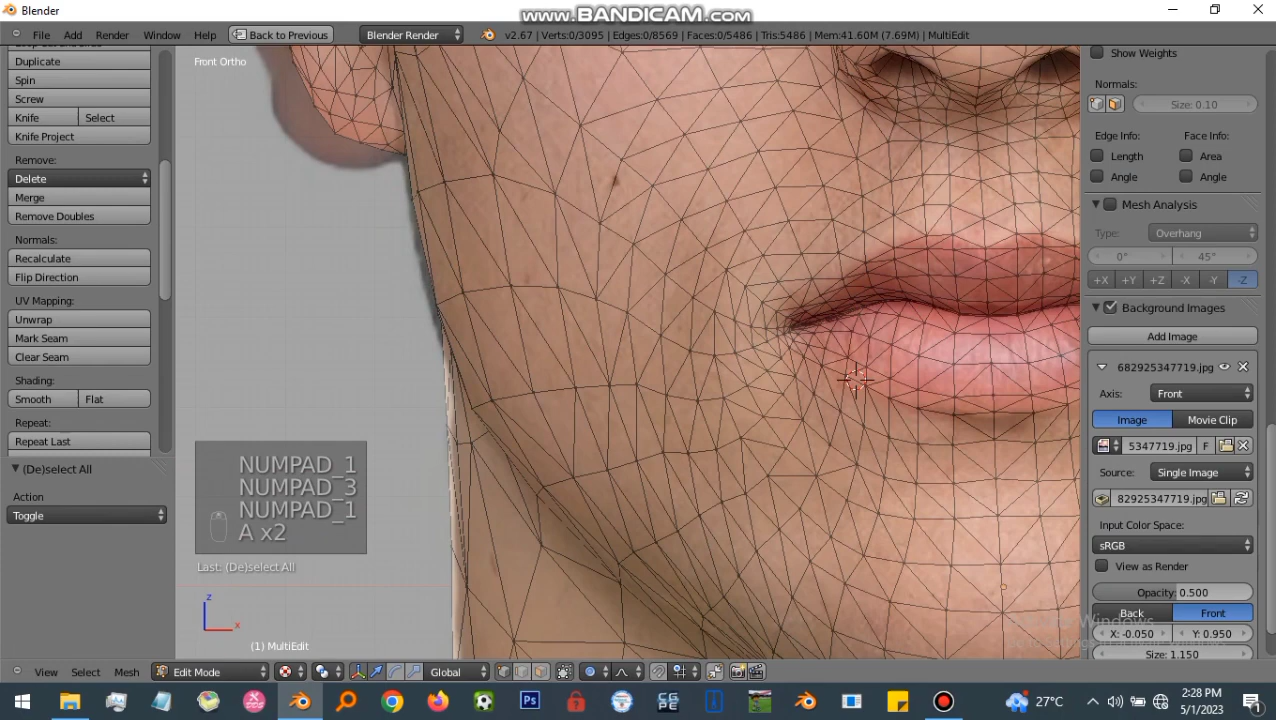 Blender
www.BANDICAM.com
File Add Render Window Help Back to Previous Blender Render v2.67 | Verts:0/3095 | Edges:0/8569 | Faces:0/5486 | Tris:5486 | Mem:41.60M (7.69M) | MultiEdit
Duplicate
Spin
Screw
Knife Select
Knife Project
Remove:
Delete
Merge
Remove Doubles
Normals:
Recalculate
Flip Direction
UV Mapping:
Unwrap
Mark Seam
Clear Seam
Shading:
Smooth Flat
Repeat:
Repeat Last
(De)select All
Action
Toggle
Front Ortho
NUMPAD_1
NUMPAD_3
NUMPAD_1
A x2
Last: (De)select All
z
x
(1) MultiEdit
Show Weights
Normals:
Size: 0.10
Edge Info: Face Info:
Length Area
Angle Angle
Mesh Analysis
Type: Overhang
0° 45°
+X +Y +Z -X -Y -Z
Background Images
Add Image
682925347719.jpg
Axis: Front
Image Movie Clip
5347719.jpg F
Source: Single Image
82925347719.jpg
Input Color Space:
sRGB
View as Render
Opacity: 0.500
Back Front
X: -0.050 Y: 0.950
Size: 1.150
View Select Mesh Edit Mode Global
Ps
CG
PE
27°C
2:28 PM
5/1/2023
1